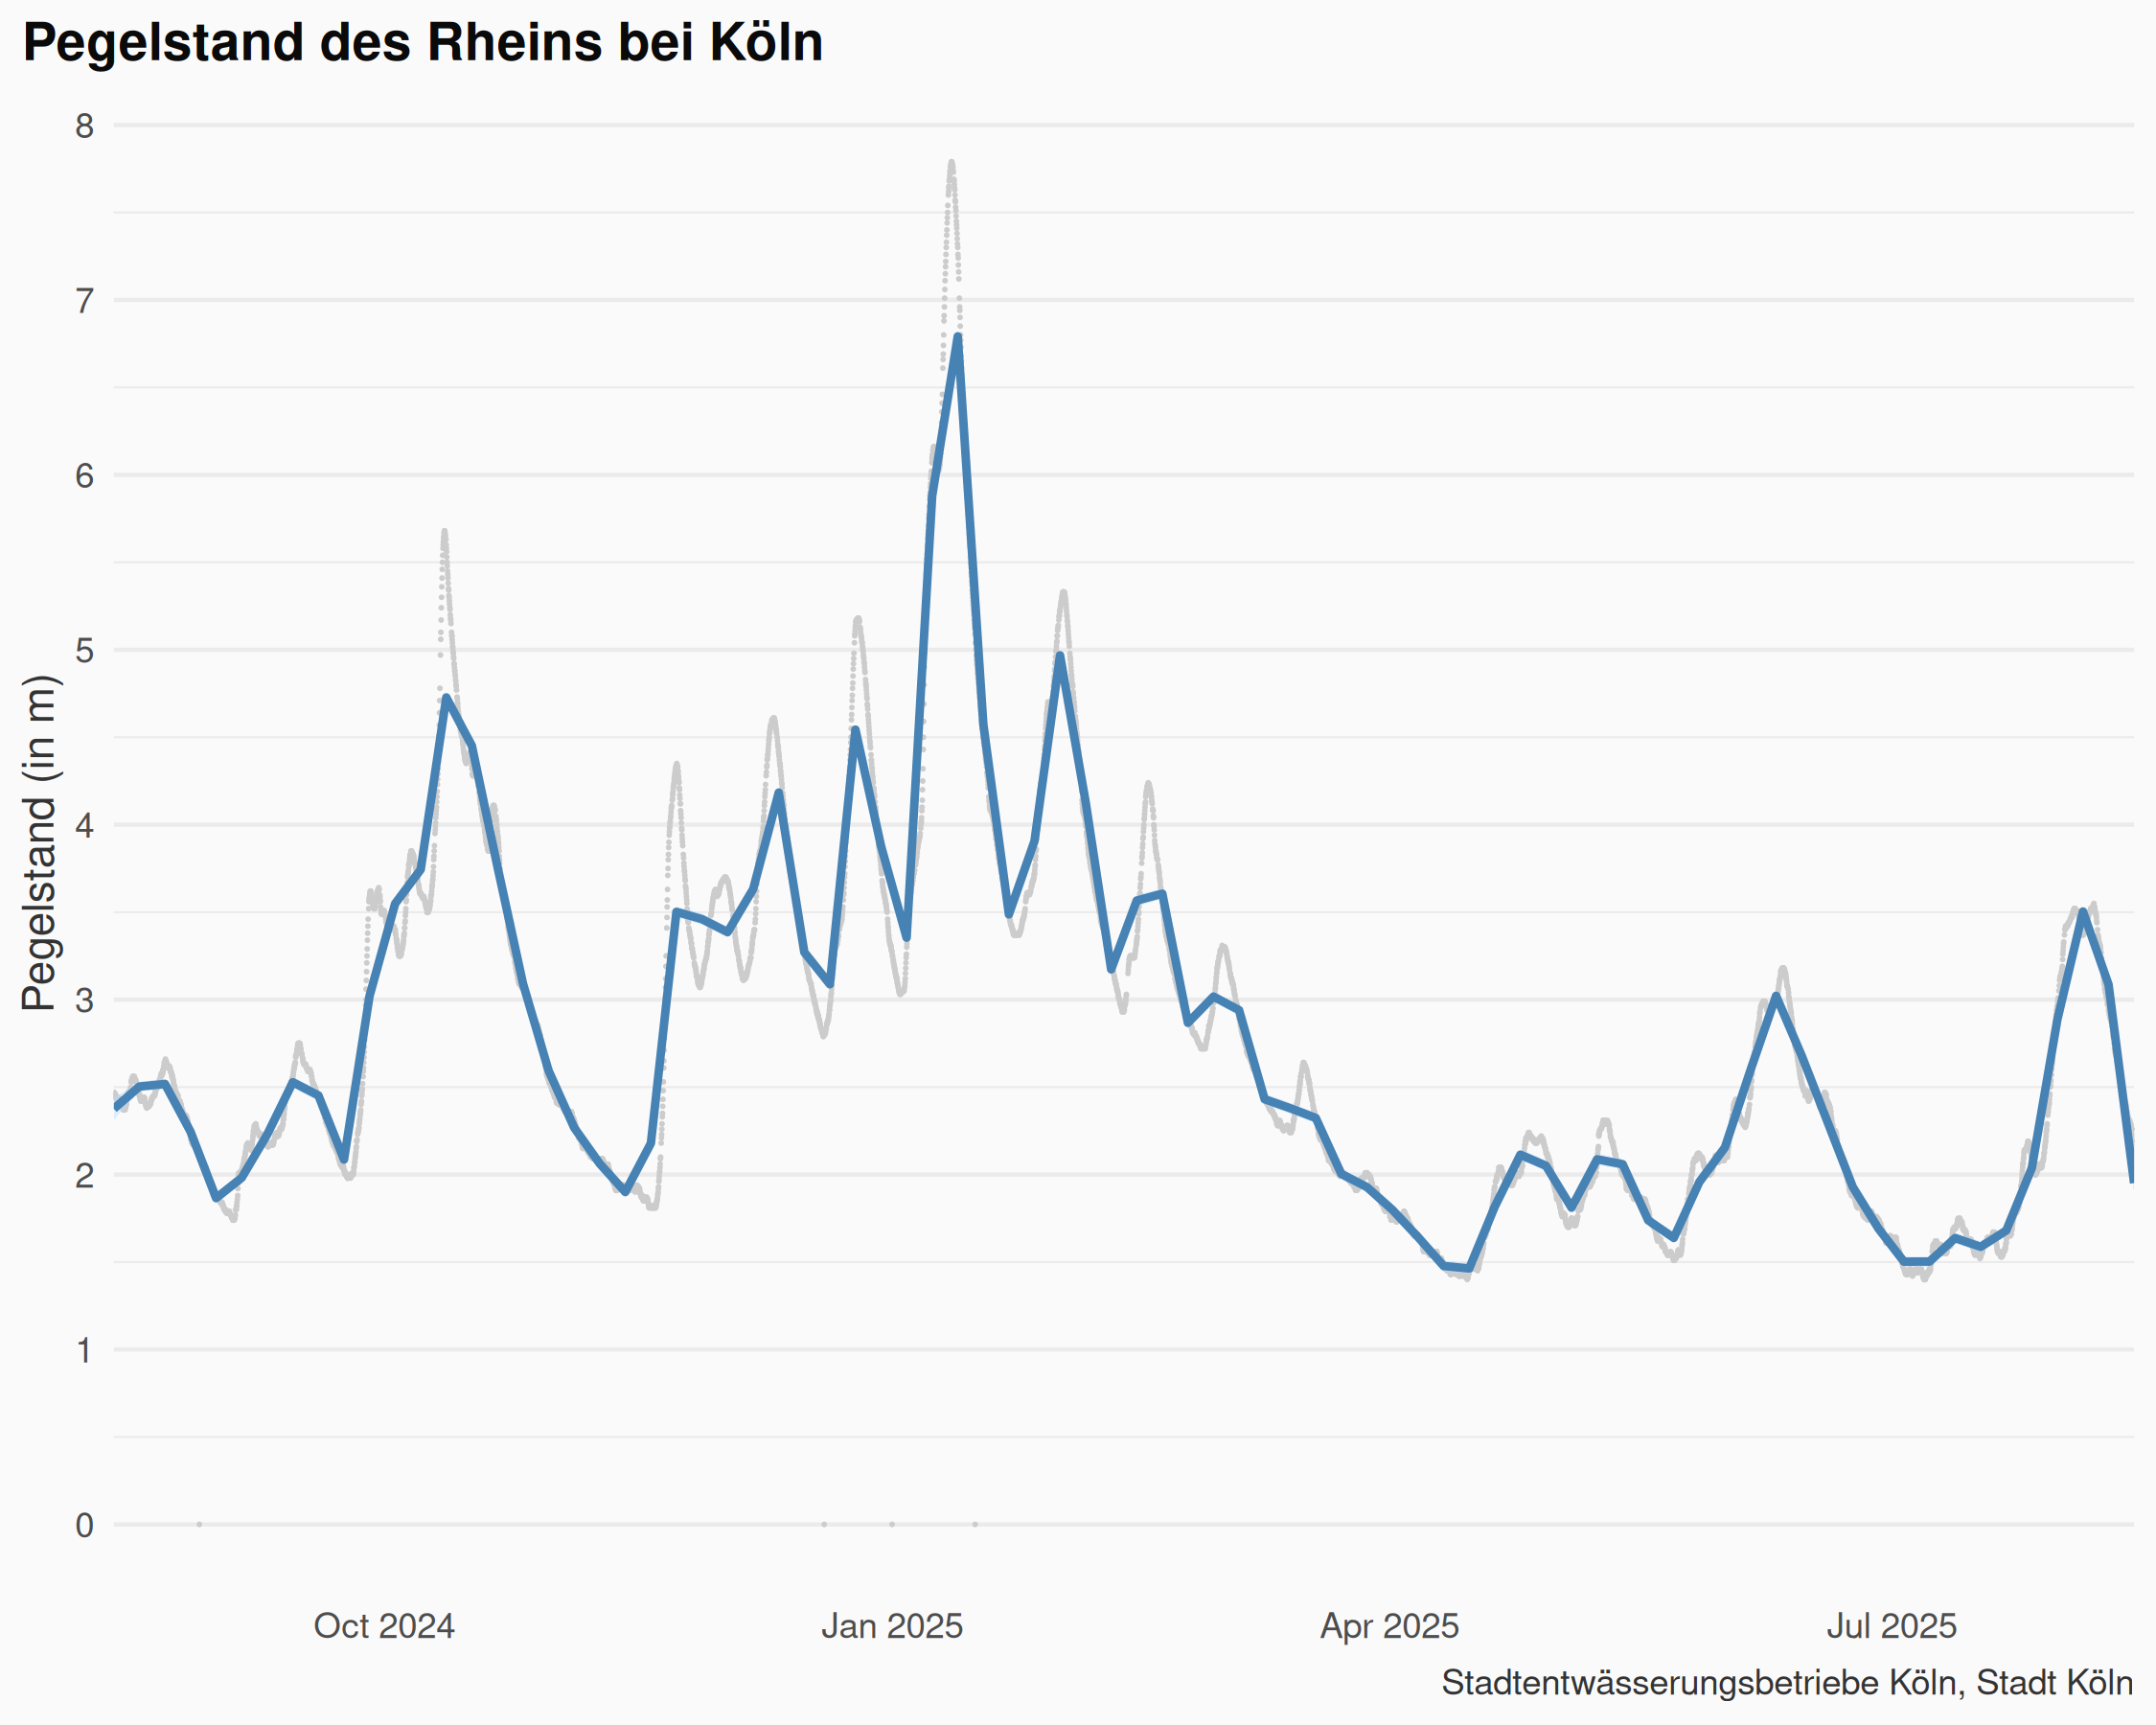 Pegelstand des Rheins bei Köln
Pegelstand (in m)
8
7
6
5
4
3
2
1
0
Oct 2024 Jan 2025 Apr 2025 Jul 2025
Stadtentwässerungsbetriebe Köln, Stadt Köln